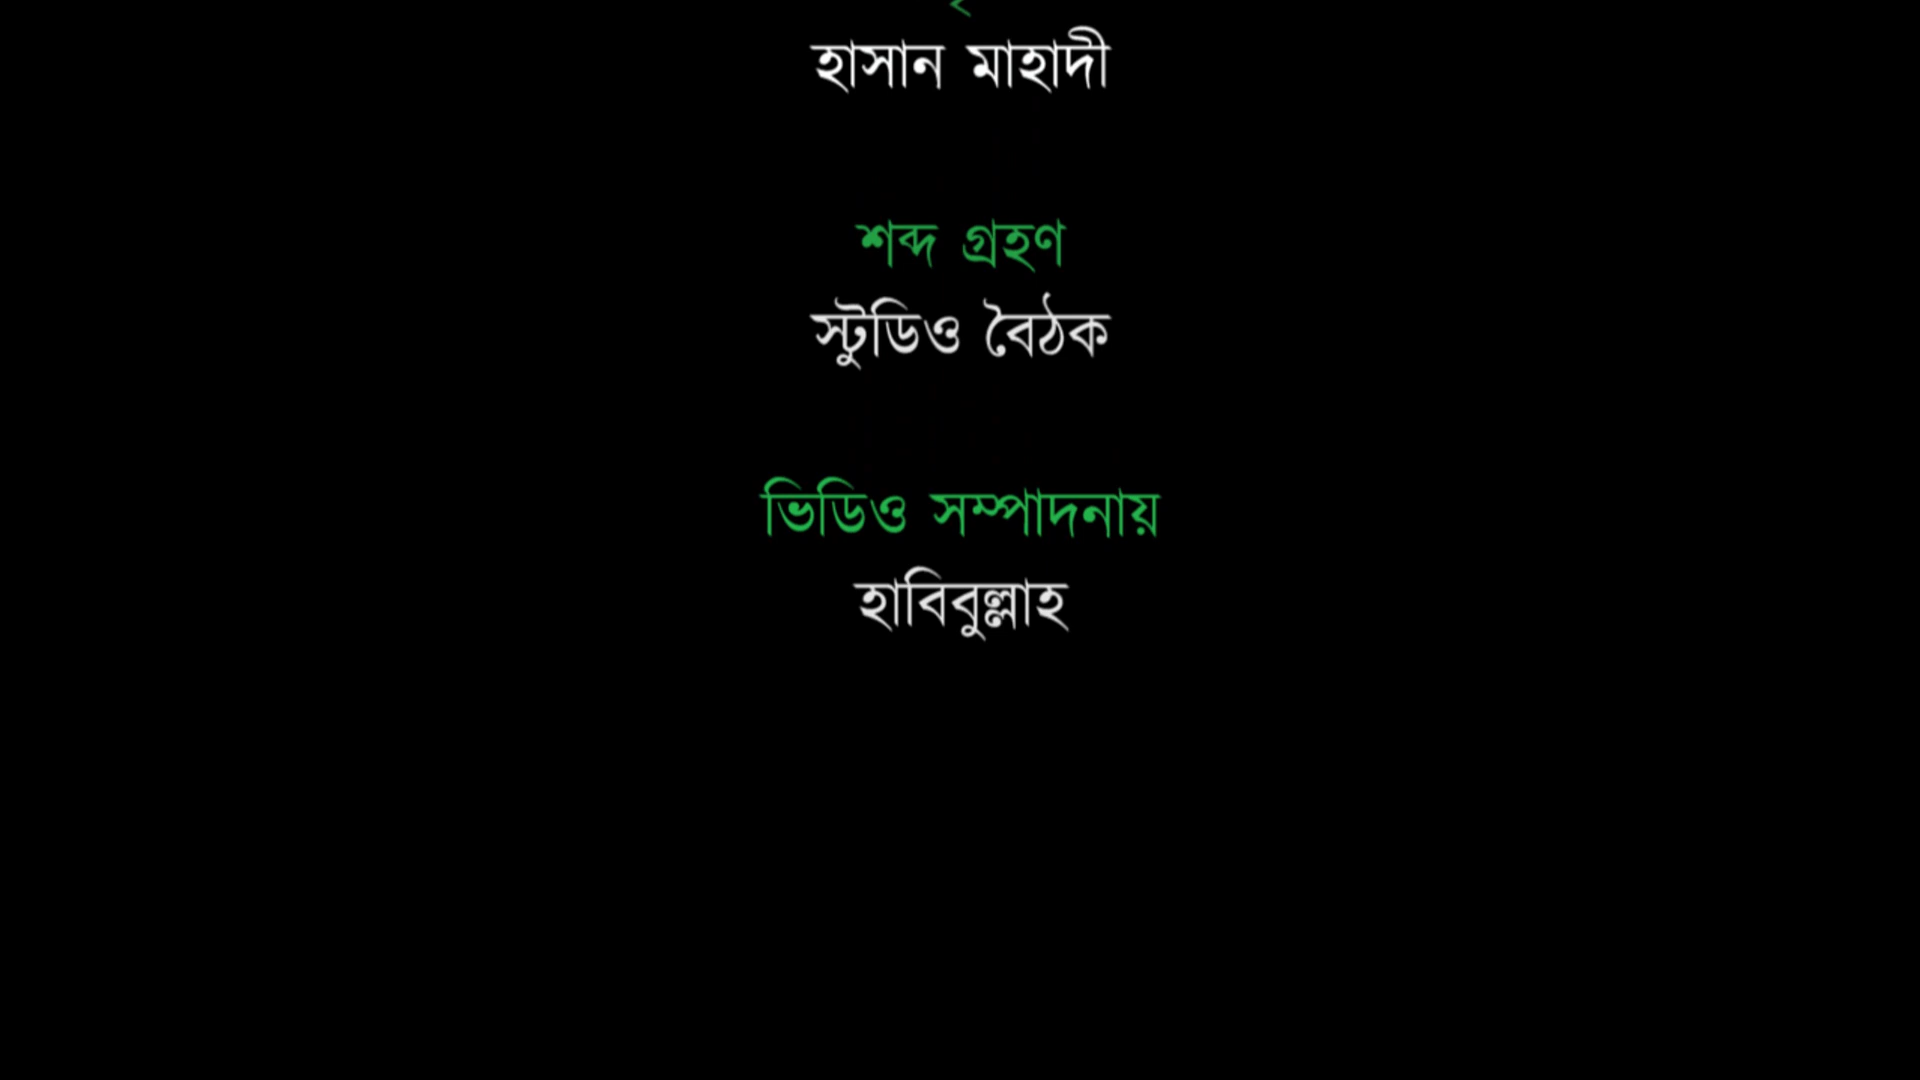 হাসান মাহাদী
শব্দ গ্রহণ
স্টুডিও বৈঠক
ভিডিও সম্পাদনায়
হাবিবুল্লাহ